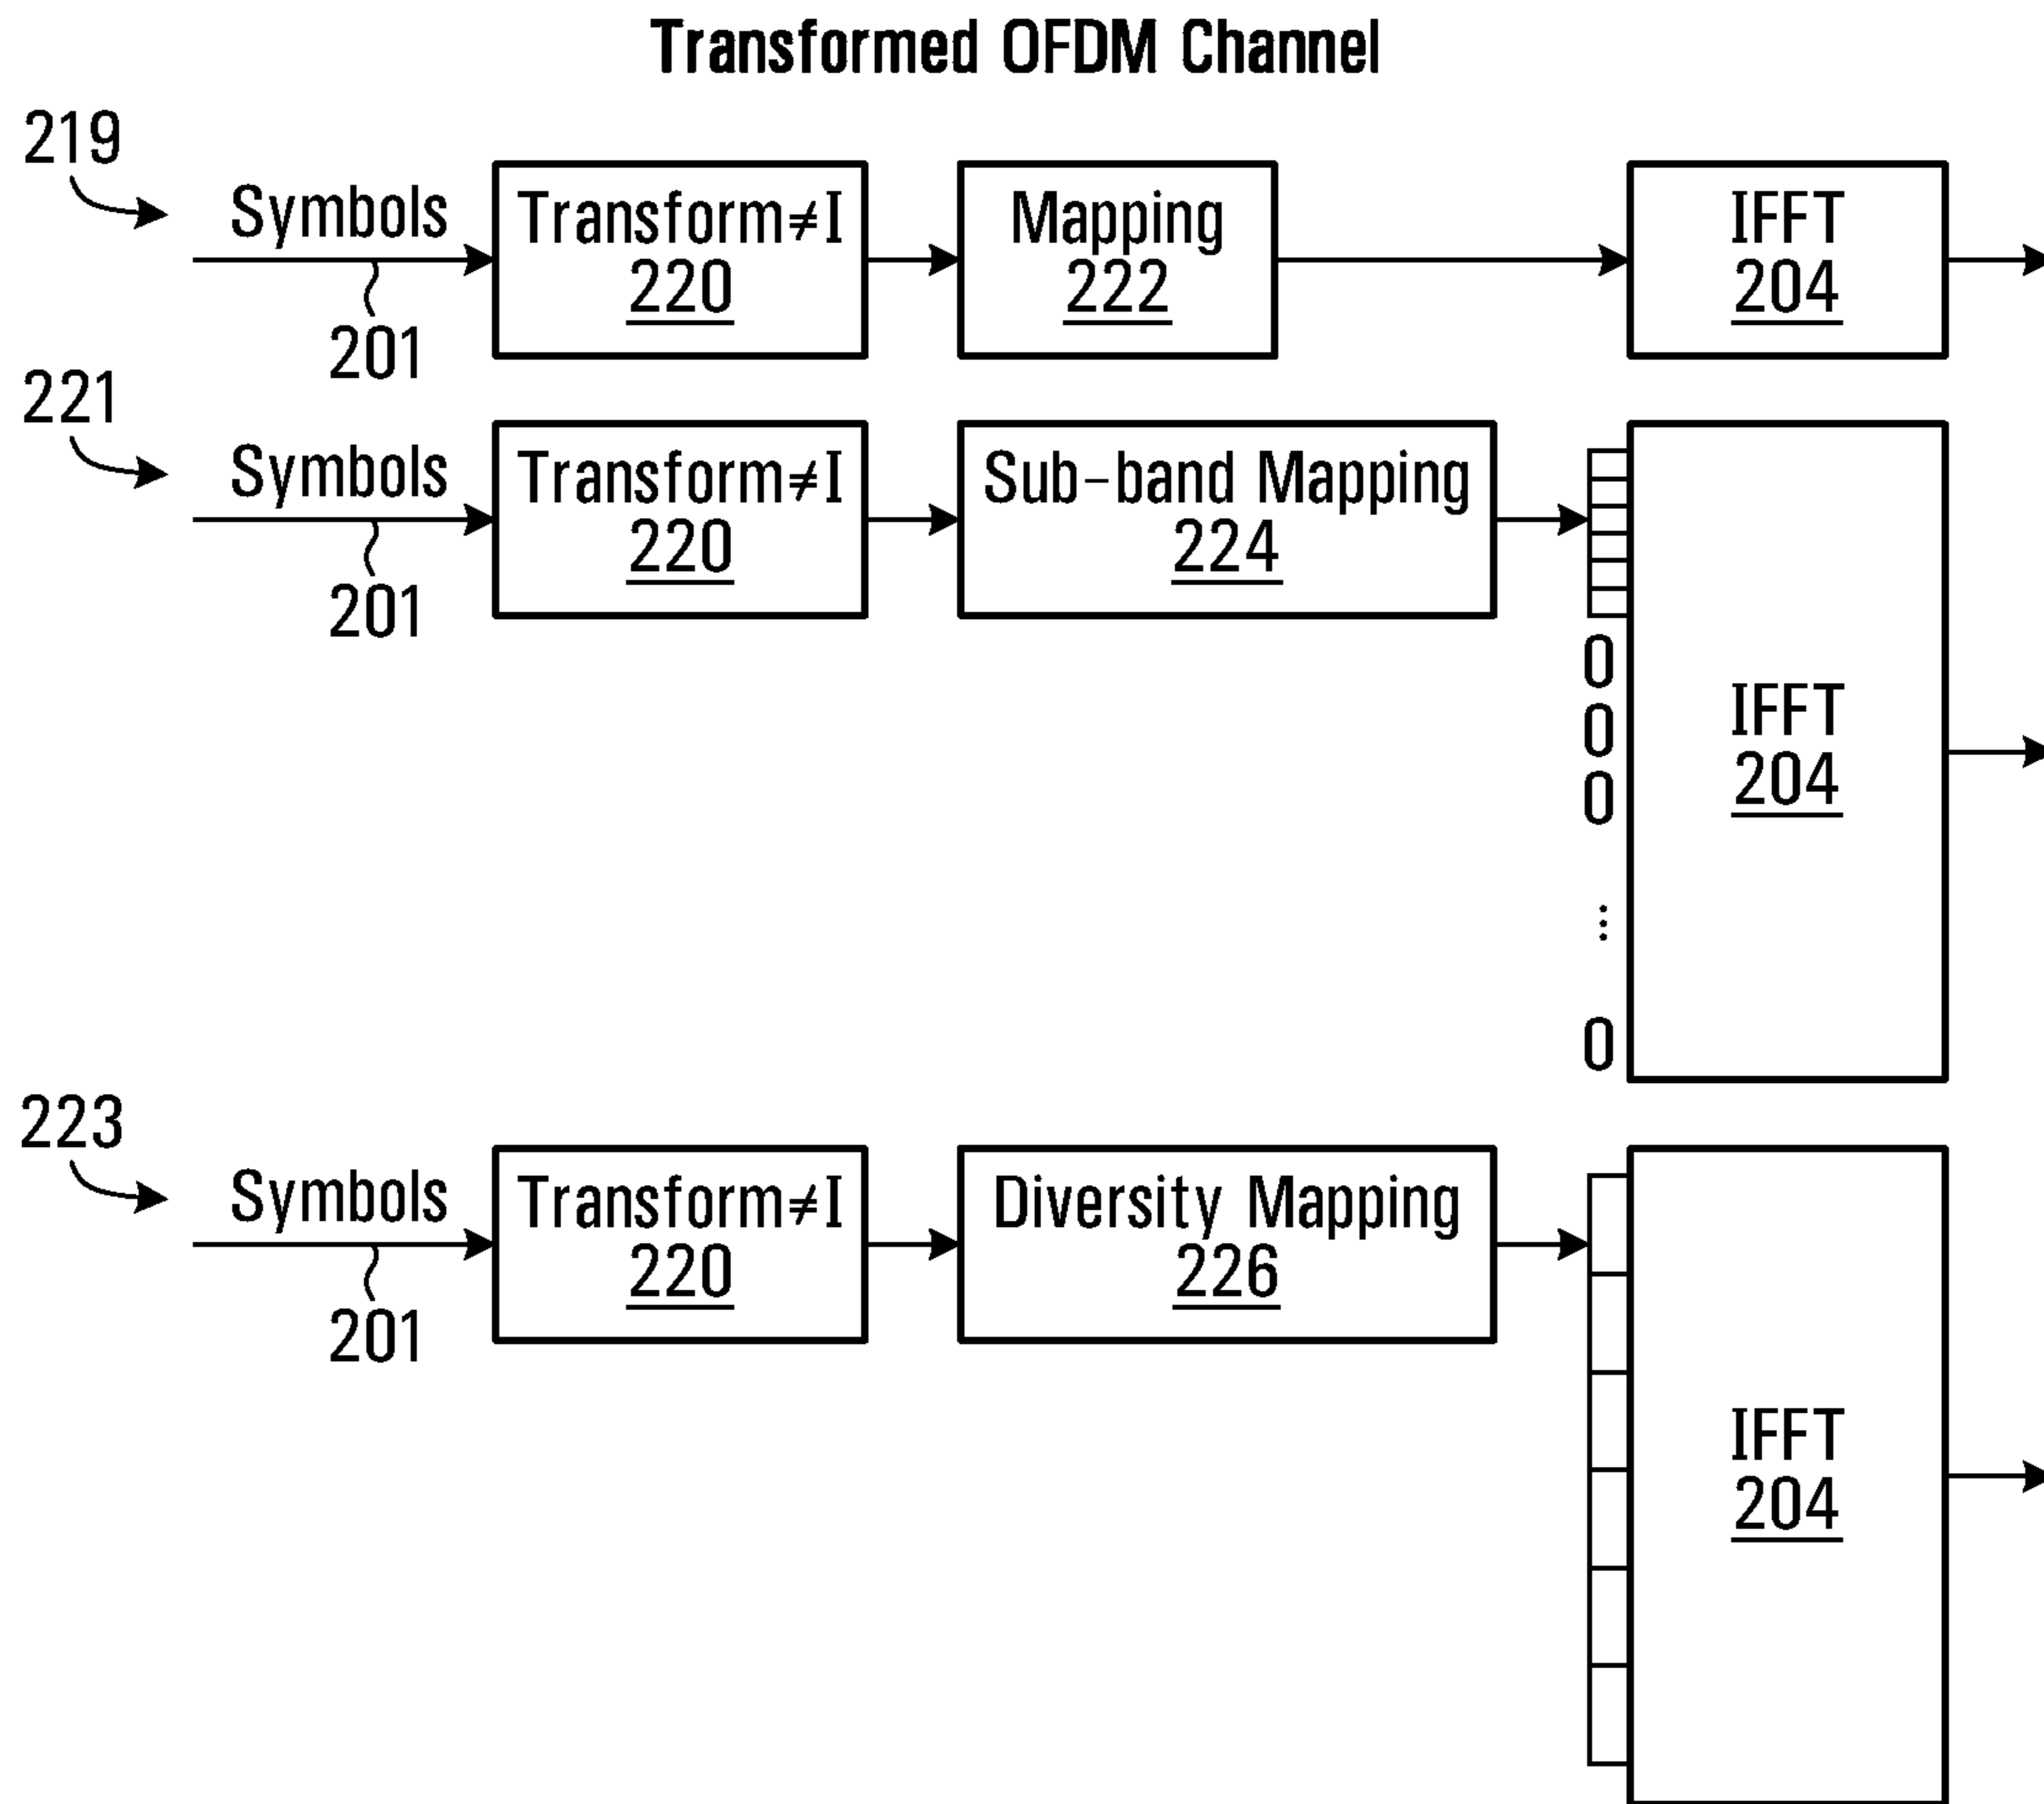 Transformed OFDM Channel
219
Symbols
201
Transform≠I
220
Mapping
222
IFFT
204
221
Symbols
201
Transform≠I
220
Sub-band Mapping
224
0
0
0
...
0
IFFT
204
223
Symbols
201
Transform≠I
220
Diversity Mapping
226
IFFT
204